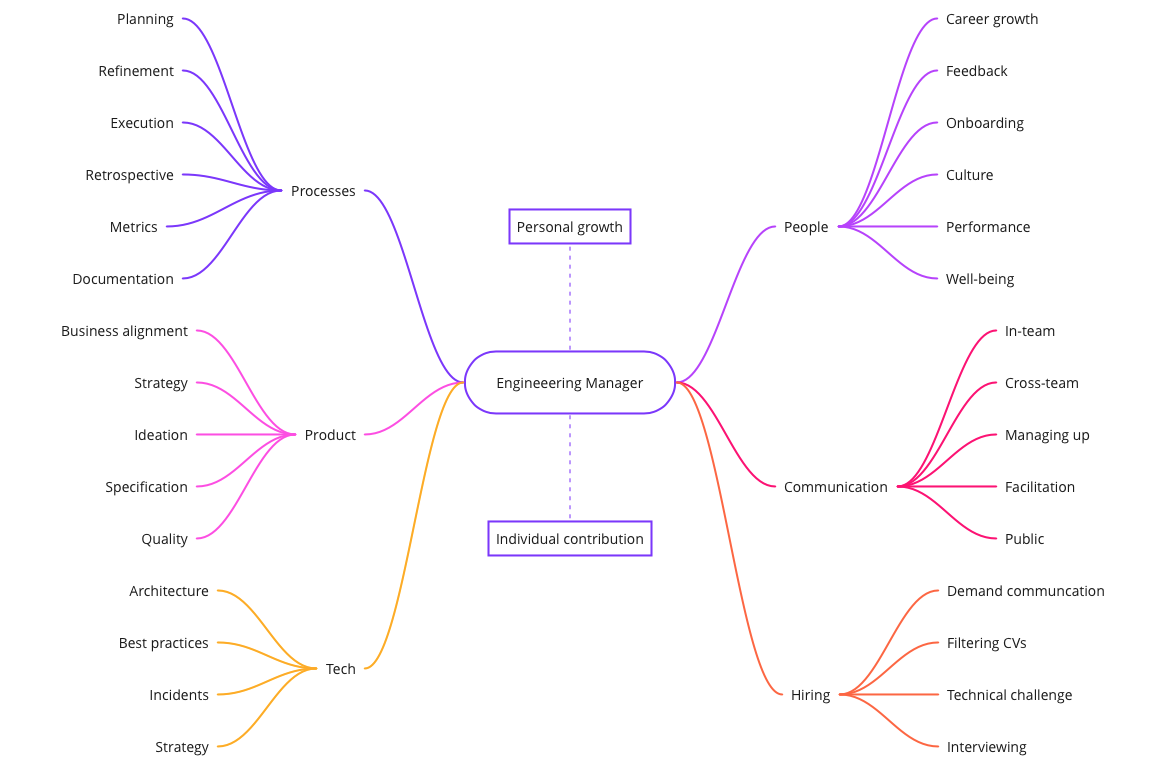 Planning
Refinement
Execution
Retrospective
Metrics
Documentation
Processes
Business alignment
Strategy
Ideation
Specification
Quality
Product
Architecture
Best practices
Incidents
Strategy
Tech
Personal growth
Engineeering Manager
Individual contribution
People
Career growth
Feedback
Onboarding
Culture
Performance
Well-being
Communication
In-team
Cross-team
Managing up
Facilitation
Public
Hiring
Demand communcation
Filtering CVs
Technical challenge
Interviewing